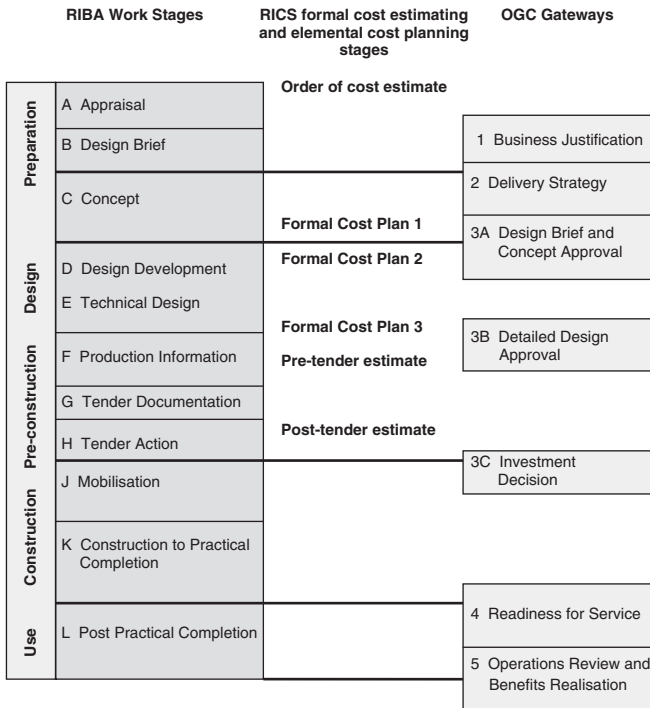 RIBA Work Stages
RICS formal cost estimating
and elemental cost planning
stages
OGC Gateways
Preparation
Design
Pre-construction
Construction
Use
A Appraisal
B Design Brief
C Concept
D Design Development
E Technical Design
F Production Information
G Tender Documentation
H Tender Action
J Mobilisation
K Construction to Practical
Completion
L Post Practical Completion
Order of cost estimate
Formal Cost Plan 1
Formal Cost Plan 2
Formal Cost Plan 3
Pre-tender estimate
Post-tender estimate
1 Business Justification
2 Delivery Strategy
3A Design Brief and
Concept Approval
3B Detailed Design
Approval
3C Investment
Decision
4 Readiness for Service
5 Operations Review and
Benefits Realisation